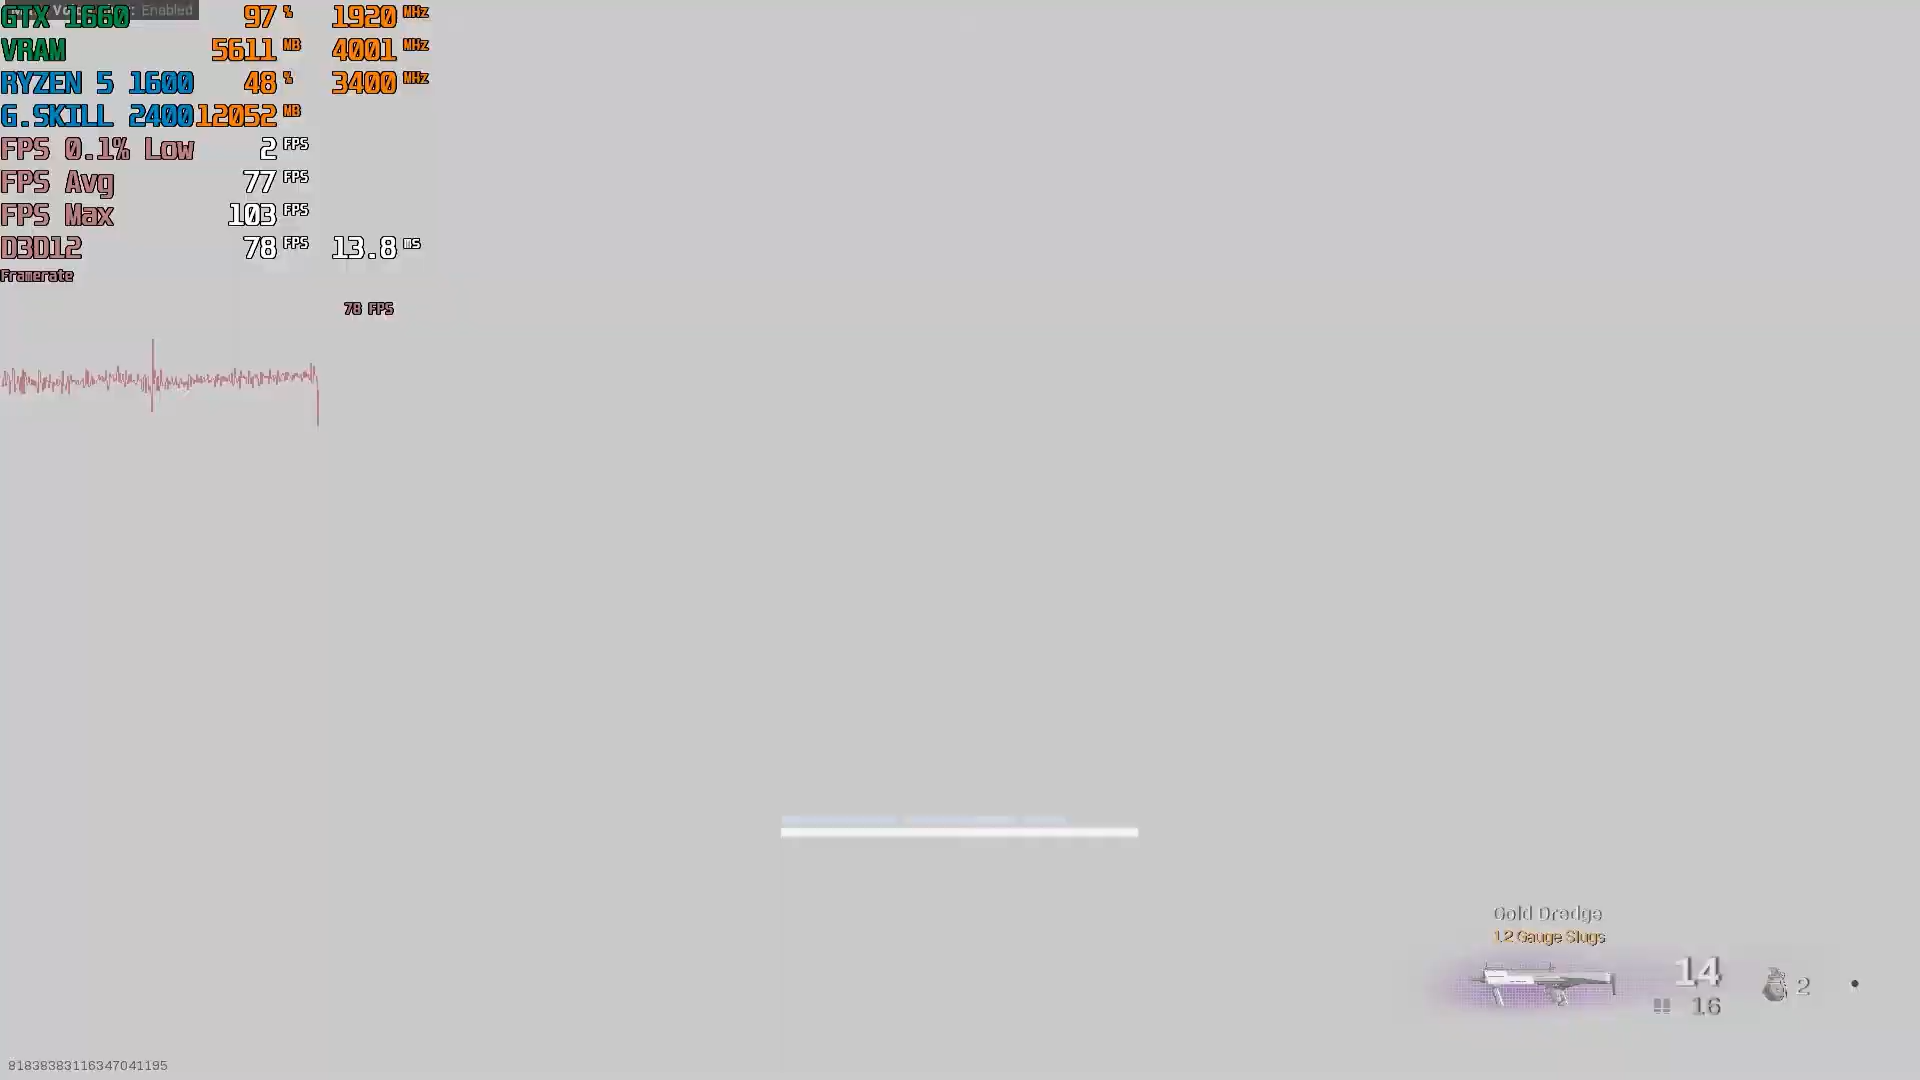 Enabled
GTX 1660 97 % 1920 MHz
VRAM 5611 MB 4001 MHz
RYZEN 5 1600 48 % 3400 MHz
G.SKILL 2400 12052 MB
FPS 0.1% Low 2 FPS
FPS Avg 77 FPS
FPS Max 103 FPS
D3D12 78 FPS 13.8 ms
Framerate
78 FPS
Gold Dredge
12 Gauge Slugs
14
16
2
81838383116347041195